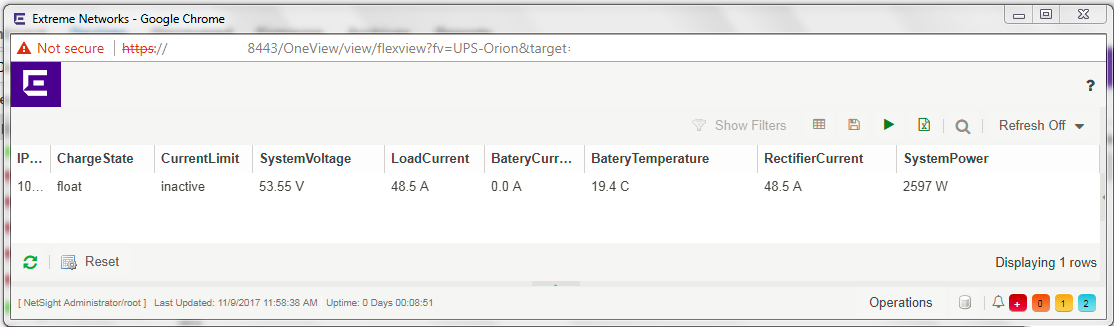 Extreme Networks - Google Chrome
Not secure | https:// 8443/OneView/view/flexview?fv=UPS-Orion&target:
E
?
Show Filters Refresh Off
IP... ChargeState CurrentLimit SystemVoltage LoadCurrent BateryCurr... BateryTemperature RectifierCurrent SystemPower
10... float inactive 53.55 V 48.5 A 0.0 A 19.4 C 48.5 A 2597 W
Reset Displaying 1 rows
[ NetSight Administrator/root ] Last Updated: 11/9/2017 11:58:38 AM Uptime: 0 Days 00:08:51 Operations + 0 1 2